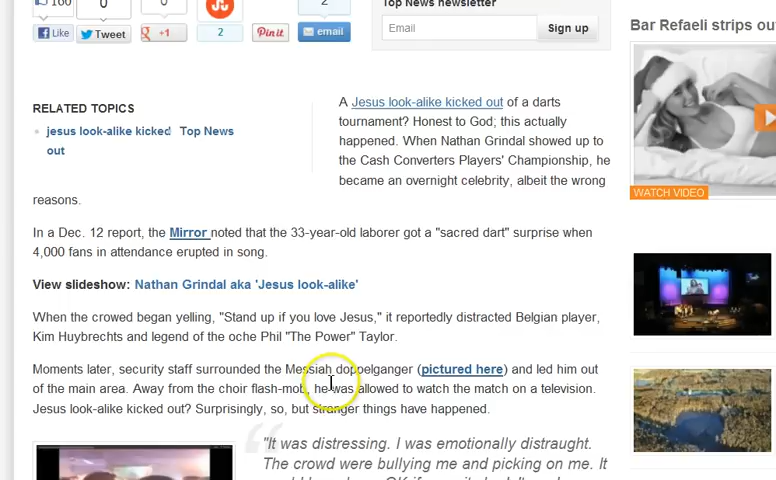 160
0
0
2
Like
Tweet
+1
2
Pinit
email
Top News newsletter
Email
Sign up
Bar Refaeli strips ou
WATCH VIDEO
RELATED TOPICS
jesus look-alike kicked out
Top News
A Jesus look-alike kicked out of a darts
tournament? Honest to God; this actually
happened. When Nathan Grindal showed up to
the Cash Converters Players' Championship, he
became an overnight celebrity, albeit the wrong
reasons.
In a Dec. 12 report, the Mirror noted that the 33-year-old laborer got a "sacred dart" surprise when
4,000 fans in attendance erupted in song.
View slideshow: Nathan Grindal aka 'Jesus look-alike'
When the crowed began yelling, "Stand up if you love Jesus," it reportedly distracted Belgian player,
Kim Huybrechts and legend of the oche Phil "The Power" Taylor.
Moments later, security staff surrounded the Messiah doppelganger (pictured here) and led him out
of the main area. Away from the choir flash-mob, he was allowed to watch the match on a television.
Jesus look-alike kicked out? Surprisingly, so, but stranger things have happened.
"It was distressing. I was emotionally distraught.
The crowd were bullying me and picking on me. It